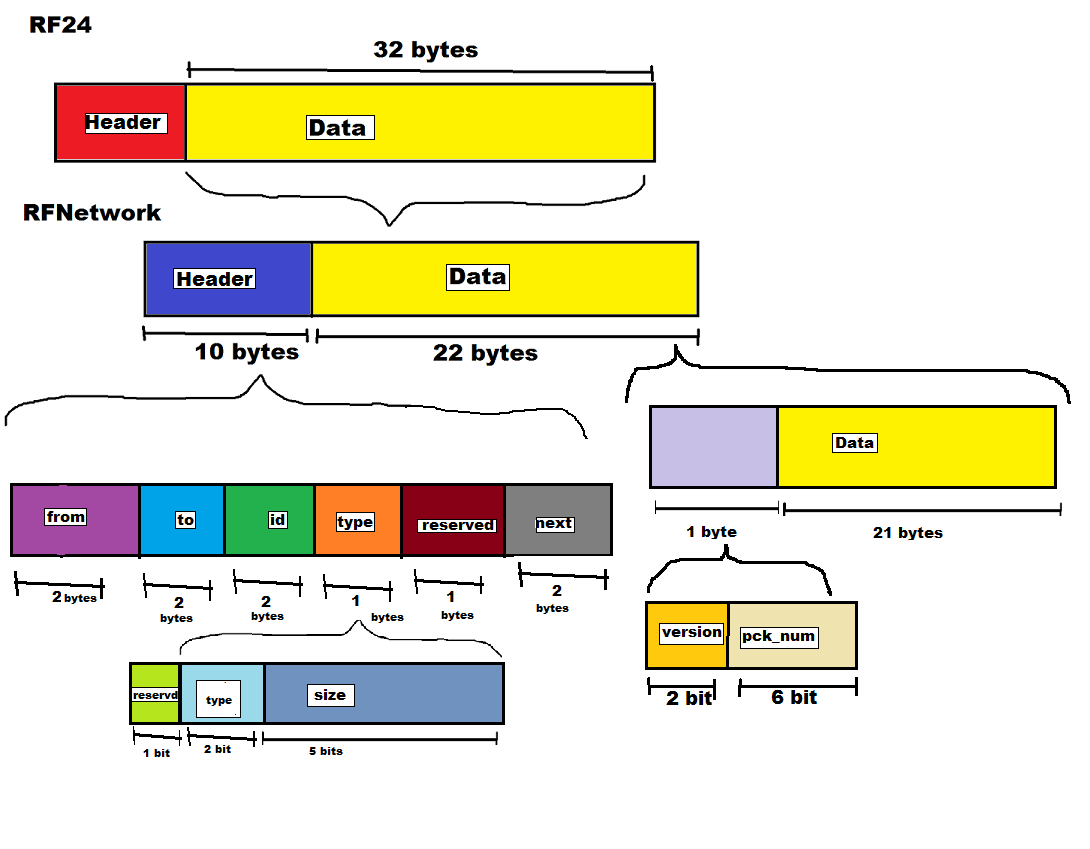 RF24
32 bytes
Header
Data
RFNetwork
Header
Data
10 bytes
22 bytes
Data
from
to
id
type
reserved
next
1 byte
21 bytes
2 bytes
2
bytes
2
bytes
1
bytes
1
bytes
2
bytes
version
pck_num
reservd
type
size
2 bit
6 bit
1 bit
2 bit
5 bits